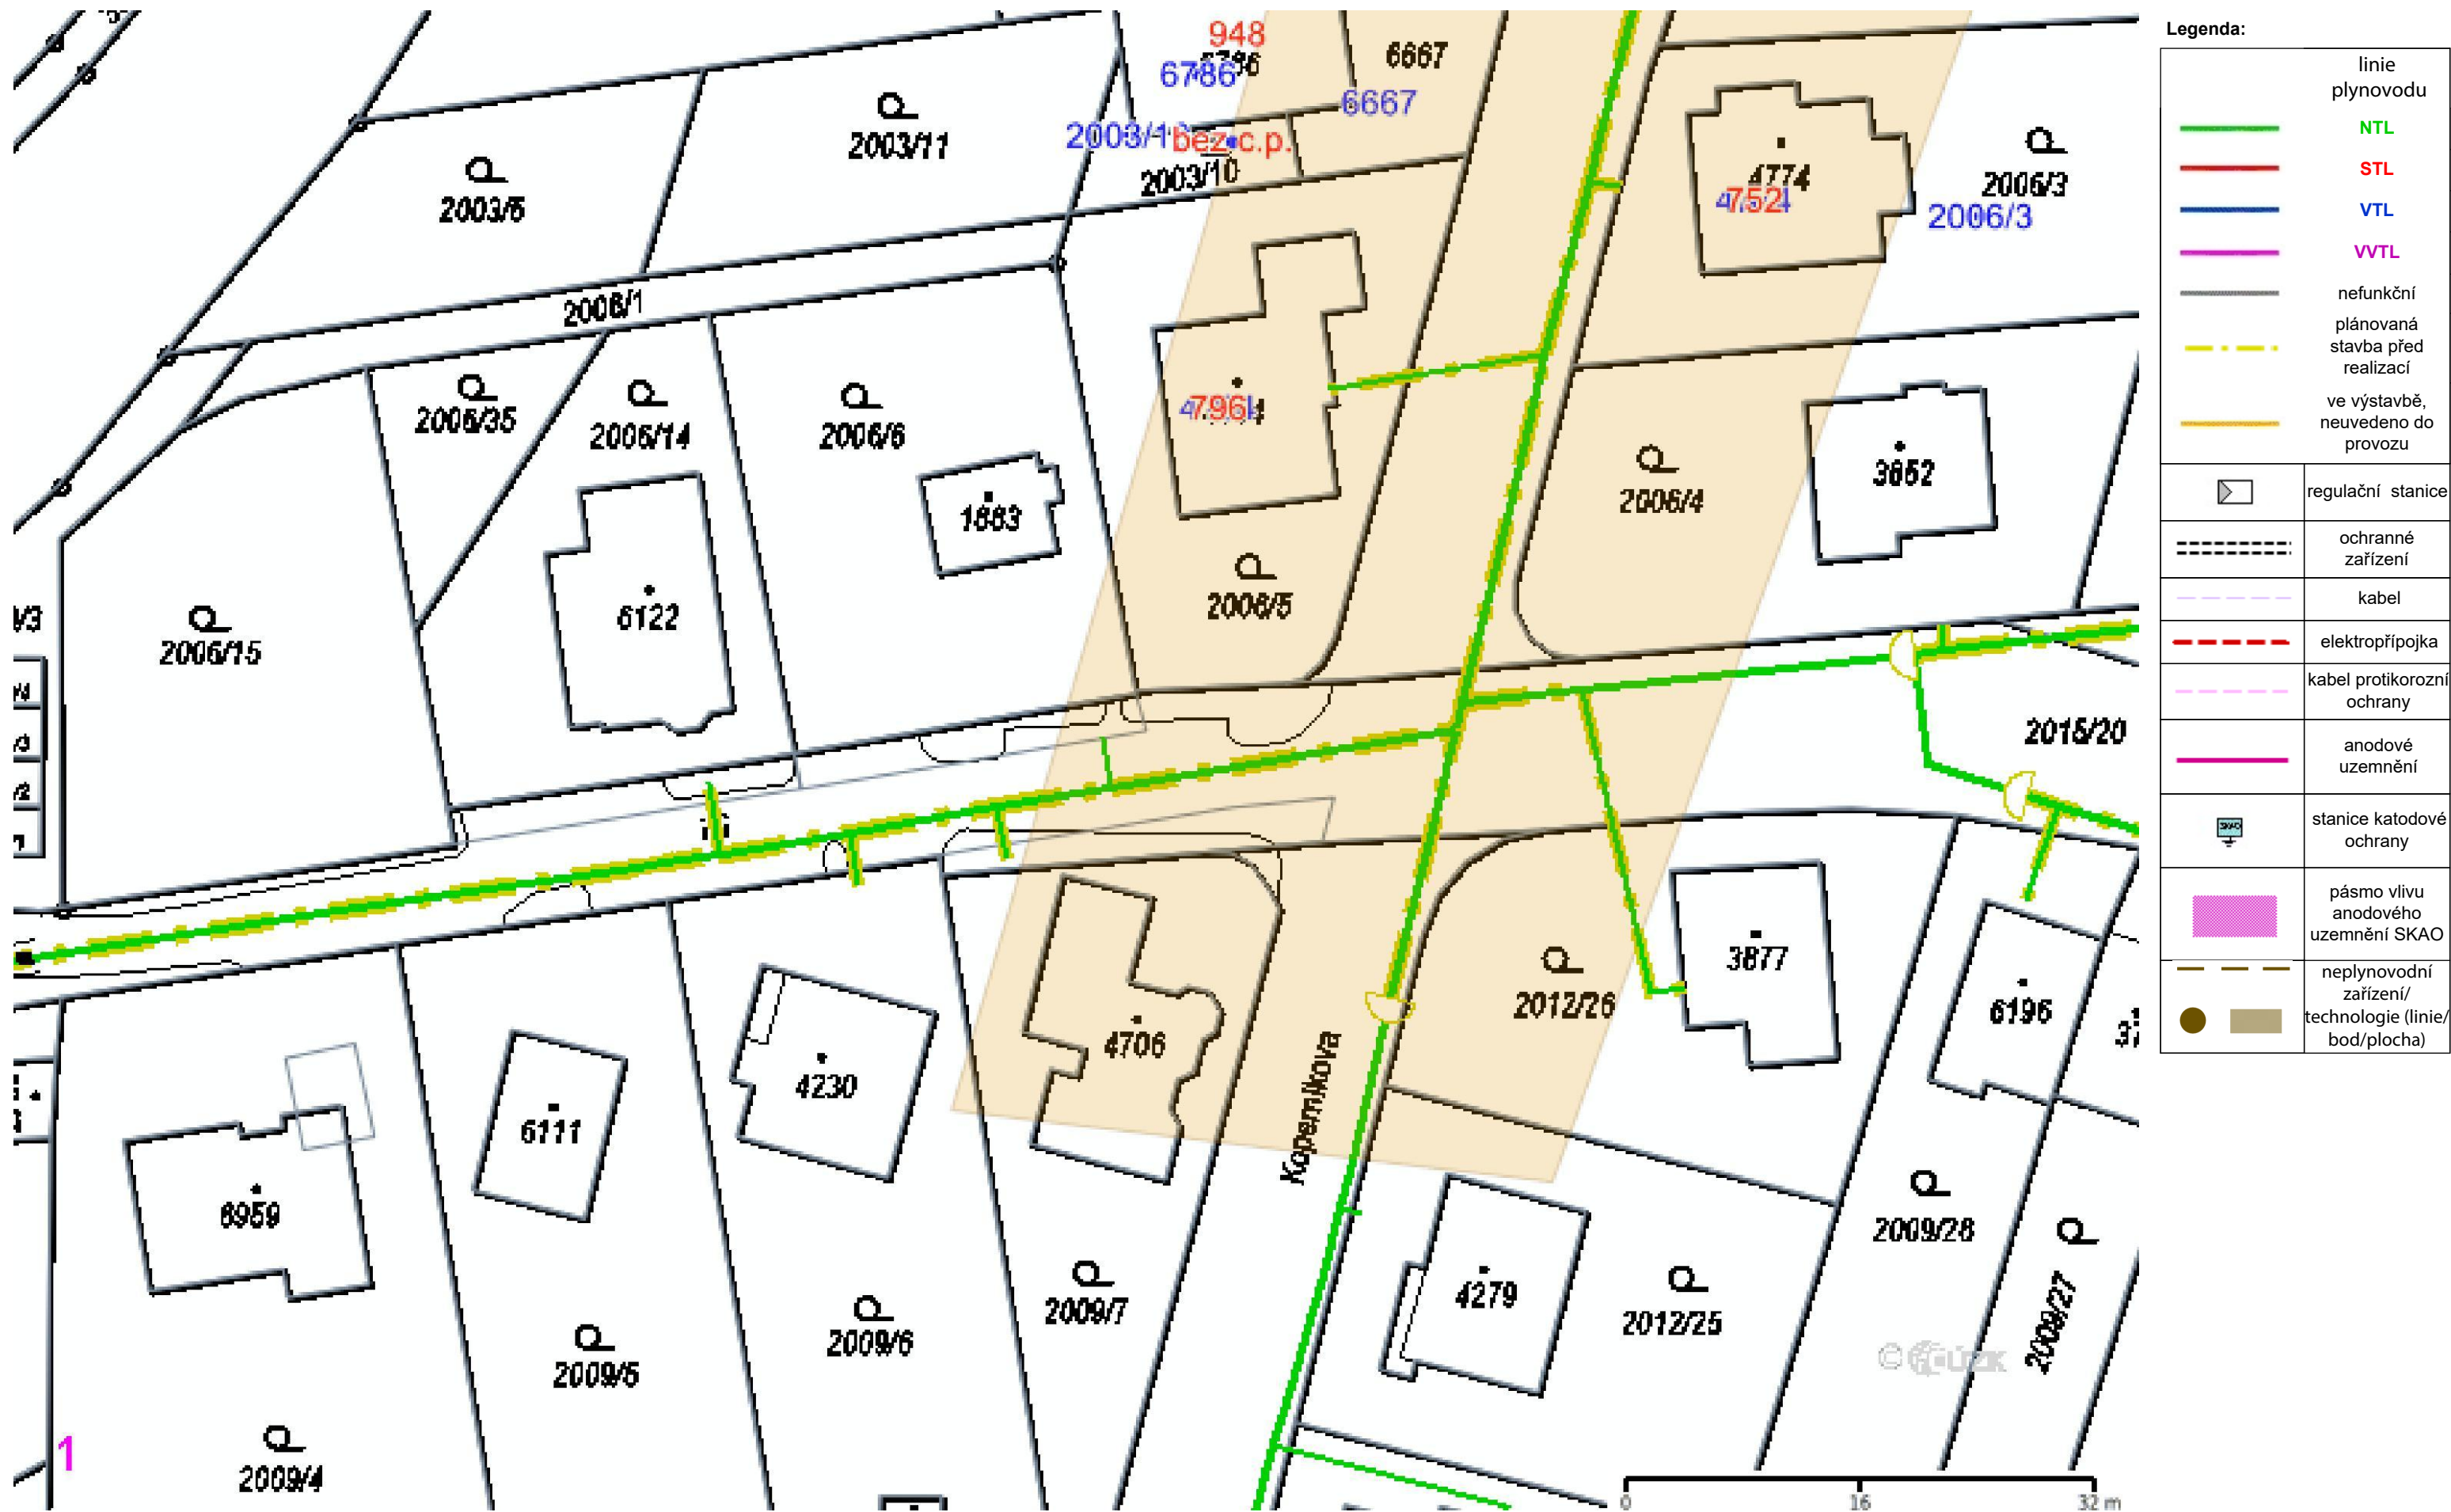 948
6786
6667
6667
2003/11
bez c.p.
2003/10
4774
752
2006/3
2006/3
2003/5
2006/1
2006/35
2006/14
2006/6
796
3652
2006/4
1883
6122
2006/5
2006/15
2015/20
3877
2012/26
6196
4706
4230
6111
Kopernikova
6959
4279
2009/28
2009/27
2012/25
2009/7
2009/6
2009/5
2009/4
1
0 16 32 m
Legenda:
linie
plynovodu
NTL
STL
VTL
VVTL
nefunkční
plánovaná
stavba před
realizací
ve výstavbě,
neuvedeno do
provozu
regulační stanice
ochranné
zařízení
kabel
elektropřípojka
kabel protikorozní
ochrany
anodové
uzemnění
stanice katodové
ochrany
pásmo vlivu
anodového
uzemnění SKAO
neplynovodní
zařízení/
technologie (linie/
bod/plocha)